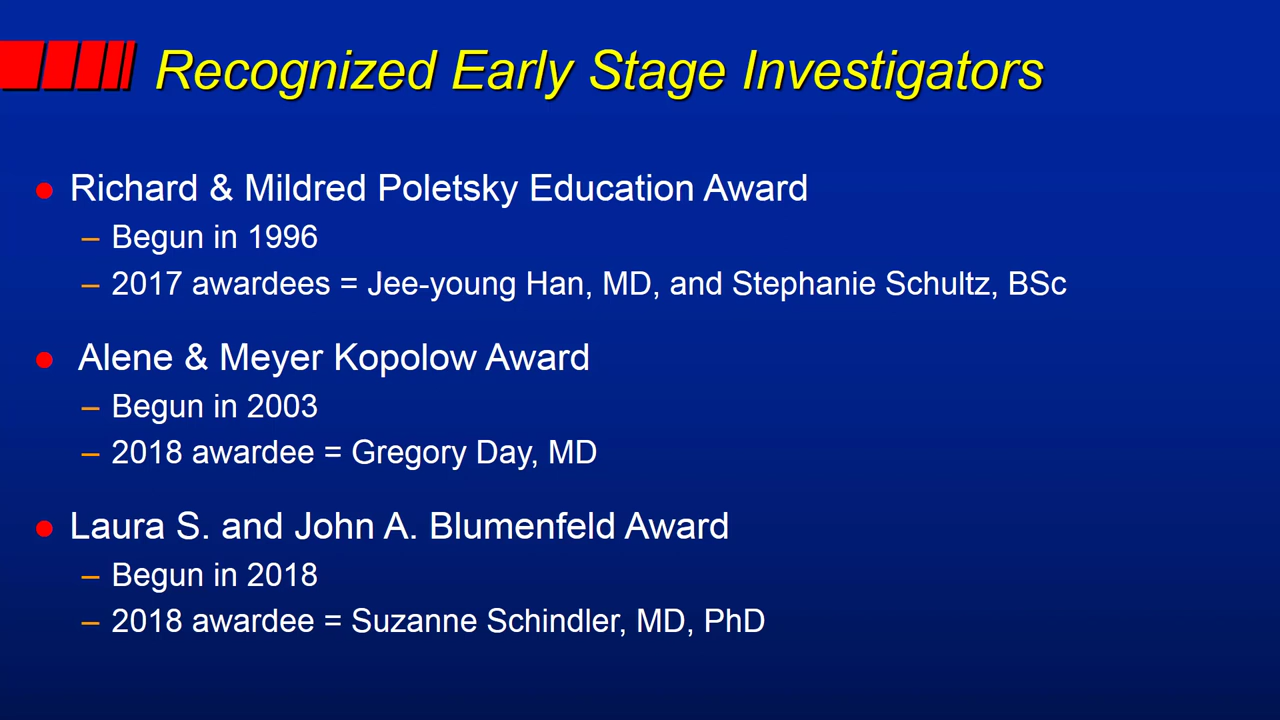 Recognized Early Stage Investigators
● Richard & Mildred Poletsky Education Award
– Begun in 1996
– 2017 awardees = Jee-young Han, MD, and Stephanie Schultz, BSc
● Alene & Meyer Kopolow Award
– Begun in 2003
– 2018 awardee = Gregory Day, MD
● Laura S. and John A. Blumenfeld Award
– Begun in 2018
– 2018 awardee = Suzanne Schindler, MD, PhD